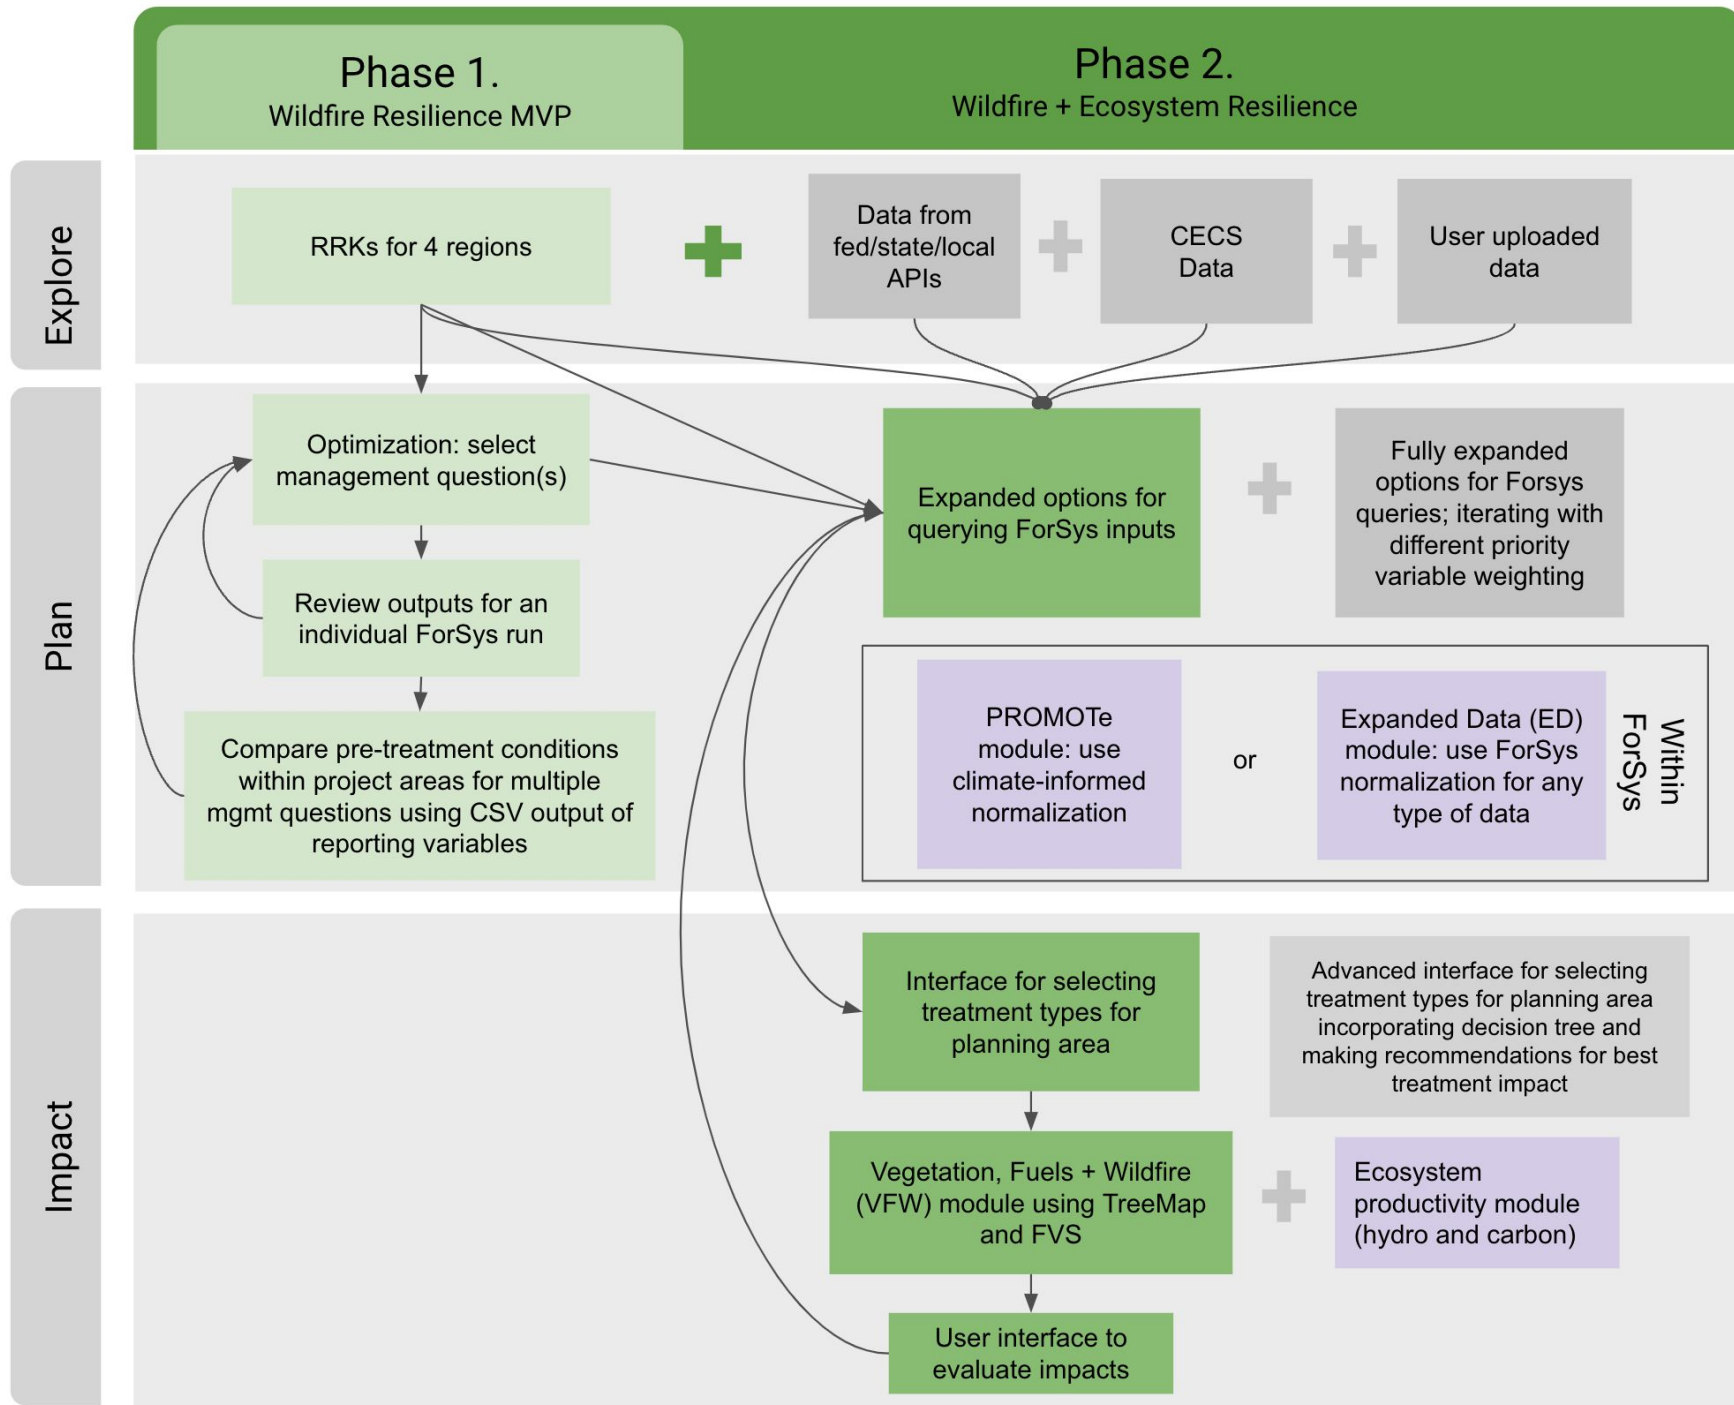 Phase 1.
Wildfire Resilience MVP
Phase 2.
Wildfire + Ecosystem Resilience
Explore
RRKs for 4 regions
Data from
fed/state/local
APIs
CECS
Data
User uploaded
data
Plan
Optimization: select
management question(s)
Review outputs for an
individual ForSys run
Compare pre-treatment conditions
within project areas for multiple
mgmt questions using CSV output of
reporting variables
Expanded options for
querying ForSys inputs
Fully expanded
options for Forsys
queries; iterating with
different priority
variable weighting
PROMOTe
module: use
climate-informed
normalization
or
Expanded Data (ED)
module: use ForSys
normalization for any
type of data
Within
ForSys
Impact
Interface for selecting
treatment types for
planning area
Advanced interface for selecting
treatment types for planning area
incorporating decision tree and
making recommendations for best
treatment impact
Vegetation, Fuels + Wildfire
(VFW) module using TreeMap
and FVS
Ecosystem
productivity module
(hydro and carbon)
User interface to
evaluate impacts